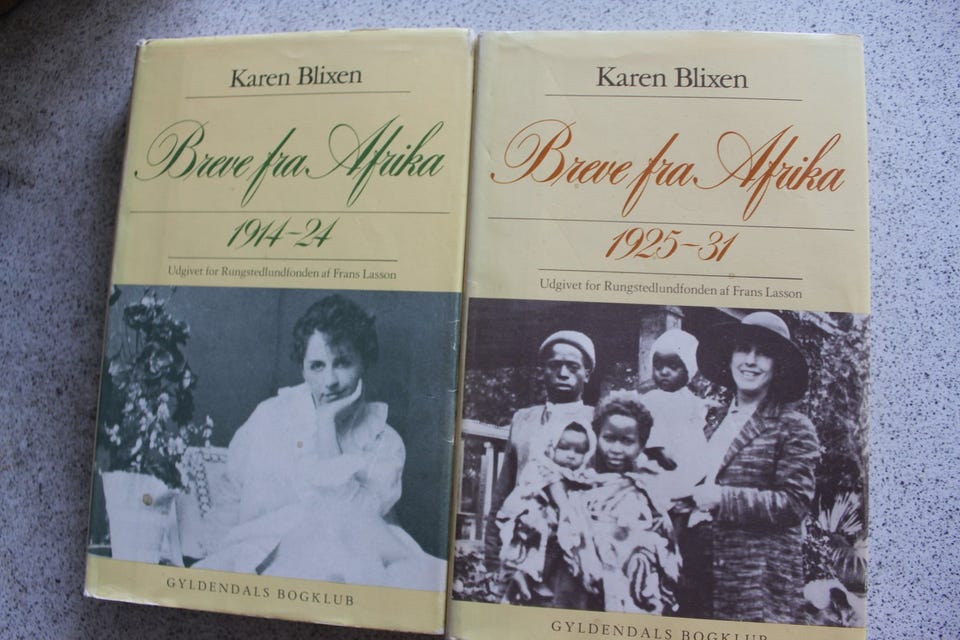 Karen Blixen
Breve fra Afrika
1914-24
Udgivet for Rungstedlundfonden af Frans Lasson
GYLDENDALS BOGKLUB
Karen Blixen
Breve fra Afrika
1925-31
Udgivet for Rungstedlundfonden af Frans Lasson
GYLDENDALS BOGKLUB